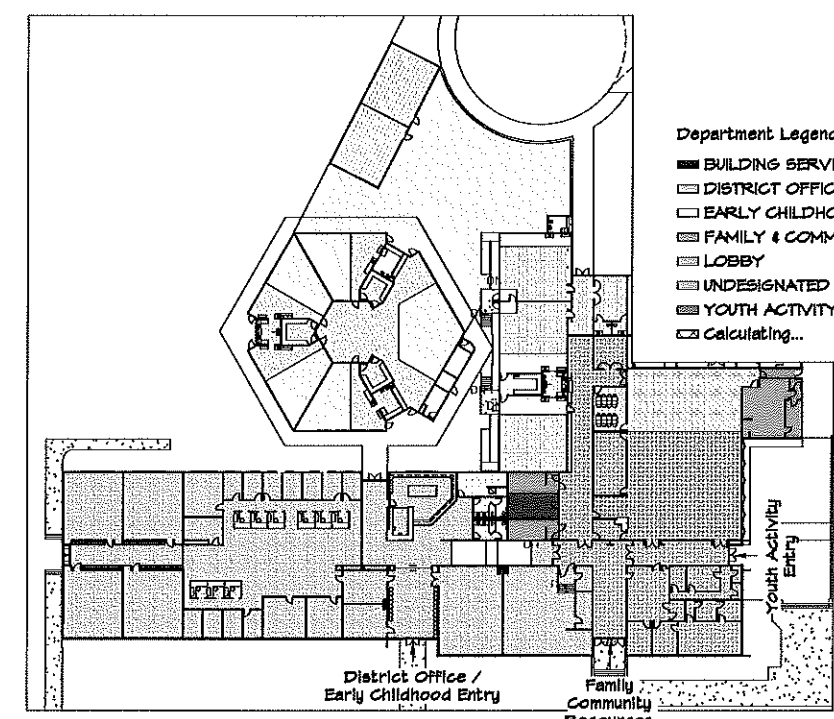 Department Legend
BUILDING SERVI
DISTRICT OFFIC
EARLY CHILDHO
FAMILY & COMM
LOBBY
UNDESIGNATED
YOUTH ACTIVITY
Calculating...
Youth Activity
Entry
District Office /
Early Childhood Entry
Family
Community
Resources